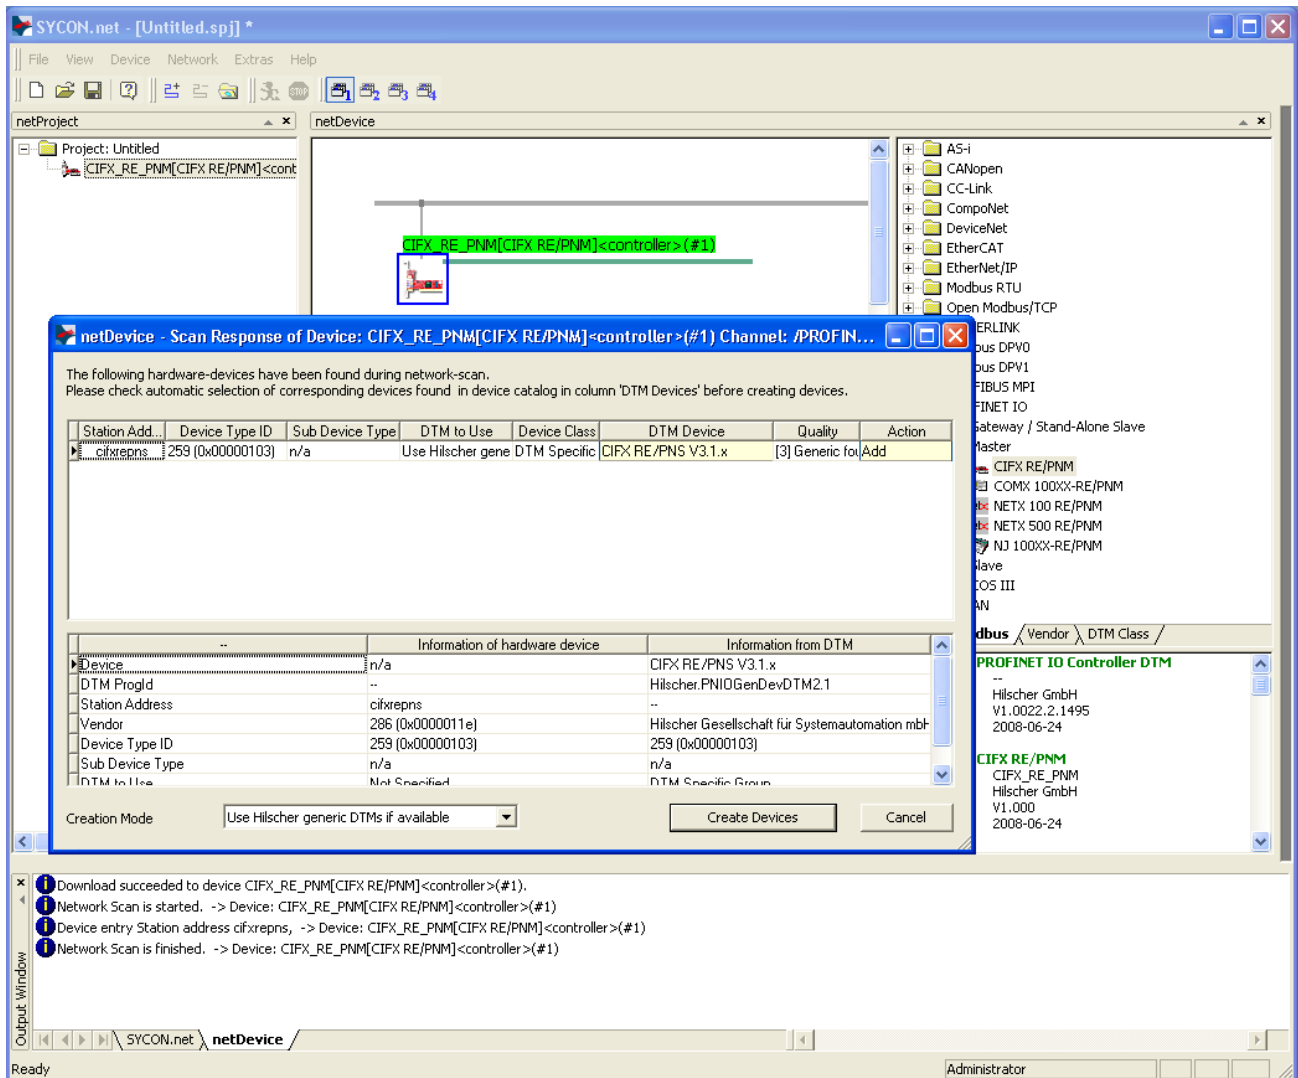 SYCON.net - [Untitled.spj] *
File View Device Network Extras Help
netProject
netDevice
Project: Untitled
CIFX_RE_PNM[CIFX RE/PNM]<cont
CIFX_RE_PNM[CIFX RE/PNM]<controller>(#1)
AS-i
CANopen
CC-Link
CompoNet
DeviceNet
EtherCAT
EtherNet/IP
Modbus RTU
Open Modbus/TCP
ERLINK
bus DPV0
bus DPV1
FIBUS MPI
FINET IO
Gateway / Stand-Alone Slave
Master
CIFX RE/PNM
COMX 100XX-RE/PNM
NETX 100 RE/PNM
NETX 500 RE/PNM
NJ 100XX-RE/PNM
Slave
COS III
AN
dbus Vendor DTM Class
PROFINET IO Controller DTM
--
Hilscher GmbH
V1.0022.2.1495
2008-06-24
CIFX RE/PNM
CIFX_RE_PNM
Hilscher GmbH
V1.000
2008-06-24
netDevice - Scan Response of Device: CIFX_RE_PNM[CIFX RE/PNM]<controller>(#1) Channel: /PROFIN...
The following hardware-devices have been found during network-scan.
Please check automatic selection of corresponding devices found in device catalog in column 'DTM Devices' before creating devices.
Station Add... Device Type ID Sub Device Type DTM to Use Device Class DTM Device Quality Action
cifxrepns 259 (0x00000103) n/a Use Hilscher gene DTM Specific CIFX RE/PNS V3.1.x [3] Generic fou Add
-- Information of hardware device Information from DTM
Device n/a CIFX RE/PNS V3.1.x
DTM ProgId -- Hilscher.PNIOGenDevDTM2.1
Station Address cifxrepns --
Vendor 286 (0x0000011e) Hilscher Gesellschaft für Systemautomation mbH
Device Type ID 259 (0x00000103) 259 (0x00000103)
Sub Device Type n/a n/a
DTM to Use Not Specified DTM Specific Group
Creation Mode Use Hilscher generic DTMs if available Create Devices Cancel
Download succeeded to device CIFX_RE_PNM[CIFX RE/PNM]<controller>(#1).
Network Scan is started. -> Device: CIFX_RE_PNM[CIFX RE/PNM]<controller>(#1)
Device entry Station address cifxrepns, -> Device: CIFX_RE_PNM[CIFX RE/PNM]<controller>(#1)
Network Scan is finished. -> Device: CIFX_RE_PNM[CIFX RE/PNM]<controller>(#1)
Output Window
SYCON.net netDevice
Ready
Administrator